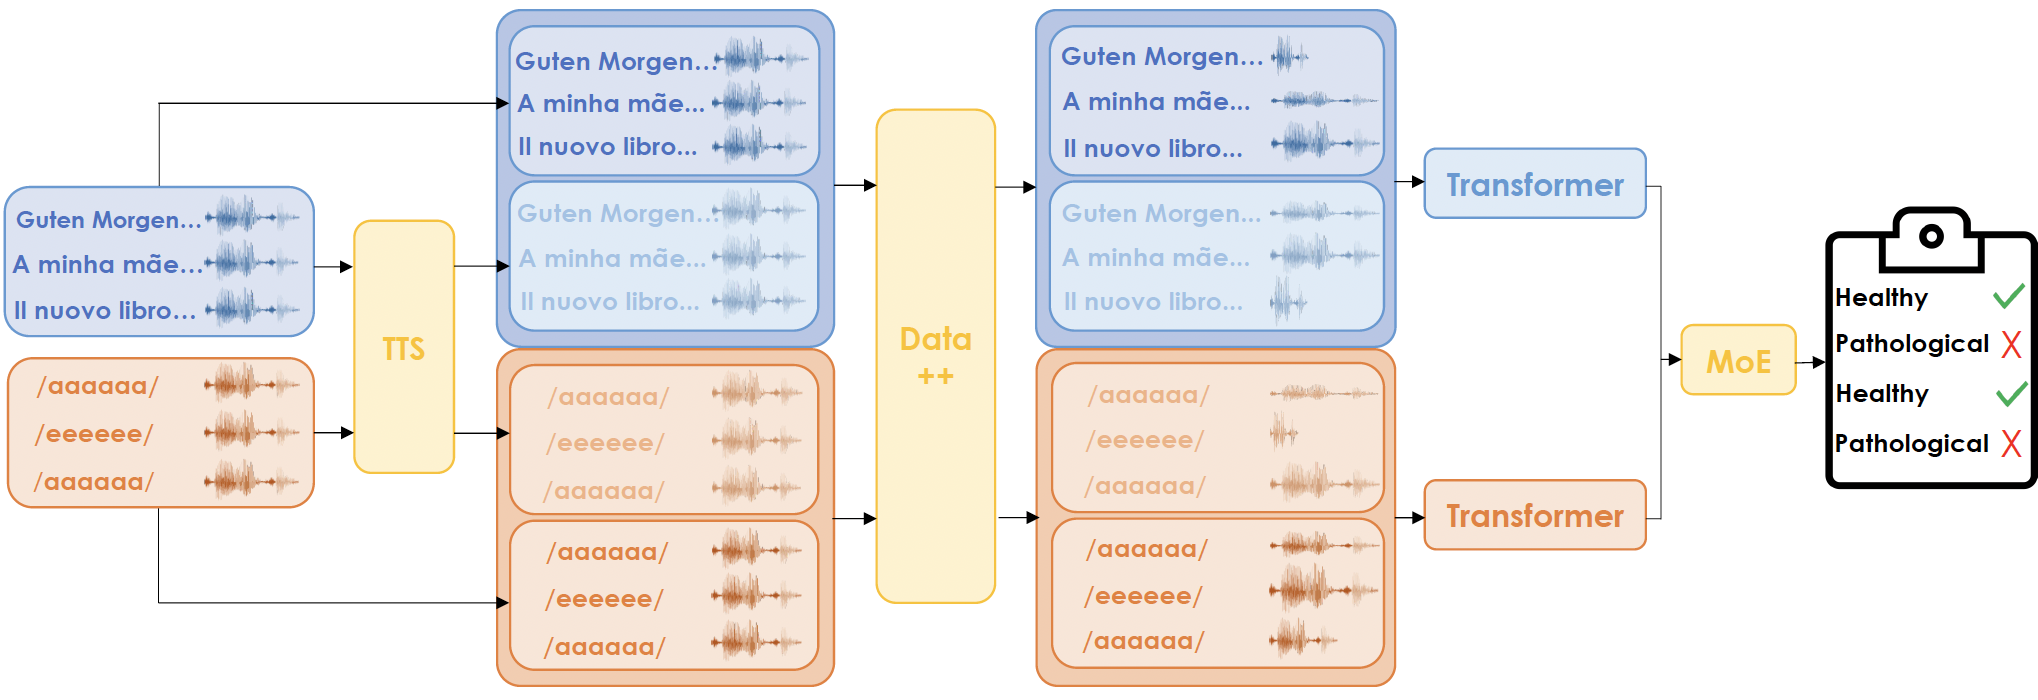 Guten Morgen...
A minha mãe...
Il nuovo libro...
/aaaaaa/
/eeeeee/
/aaaaaa/
TTS
Guten Morgen...
A minha mãe...
Il nuovo libro...
Guten Morgen...
A minha mãe...
Il nuovo libro...
/aaaaaa/
/eeeeee/
/aaaaaa/
/aaaaaa/
/eeeeee/
/aaaaaa/
Data
++
Guten Morgen...
A minha mãe...
Il nuovo libro...
Guten Morgen...
A minha mãe...
Il nuovo libro...
/aaaaaa/
/eeeeee/
/aaaaaa/
/aaaaaa/
/eeeeee/
/aaaaaa/
Transformer
Transformer
MoE
Healthy
Pathological X
Healthy
Pathological X